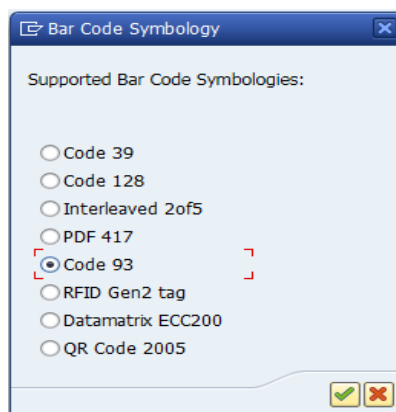 Bar Code Symbology
Supported Bar Code Symbologies:
Code 39
Code 128
Interleaved 2of5
PDF 417
Code 93
RFID Gen2 tag
Datamatrix ECC200
QR Code 2005